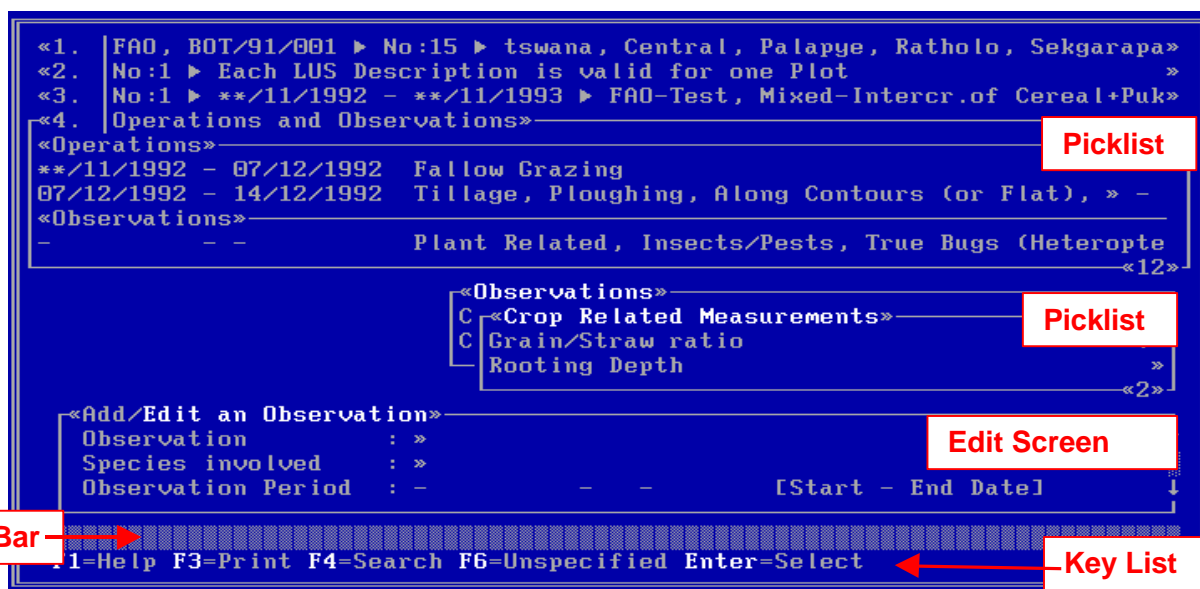 «1. |FAO, BOT/91/001 ▶ No:15 ▶ tswana, Central, Palapye, Ratholo, Sekgarapa»
«2. |No:1 ▶ Each LUS Description is valid for one Plot »
«3. |No:1 ▶ **/11/1992 - **/11/1993 ▶ FAO-Test, Mixed-Intercr.of Cereal+Puk»
«4. |Operations and Observations»
Picklist
«Operations»
**/11/1992 - 07/12/1992 Fallow Grazing
07/12/1992 - 14/12/1992 Tillage, Ploughing, Along Contours (or Flat), » -
«Observations»
- - - Plant Related, Insects/Pests, True Bugs (Heteropte
«12»
«Observations»
C «Crop Related Measurements»
Picklist
C Grain/Straw ratio
Rooting Depth »
«2»
«Add/Edit an Observation»
Observation : »
Edit Screen
Species involved : »
Observation Period : - - - [Start - End Date] ↓
Bar
F1=Help F3=Print F4=Search F6=Unspecified Enter=Select
Key List